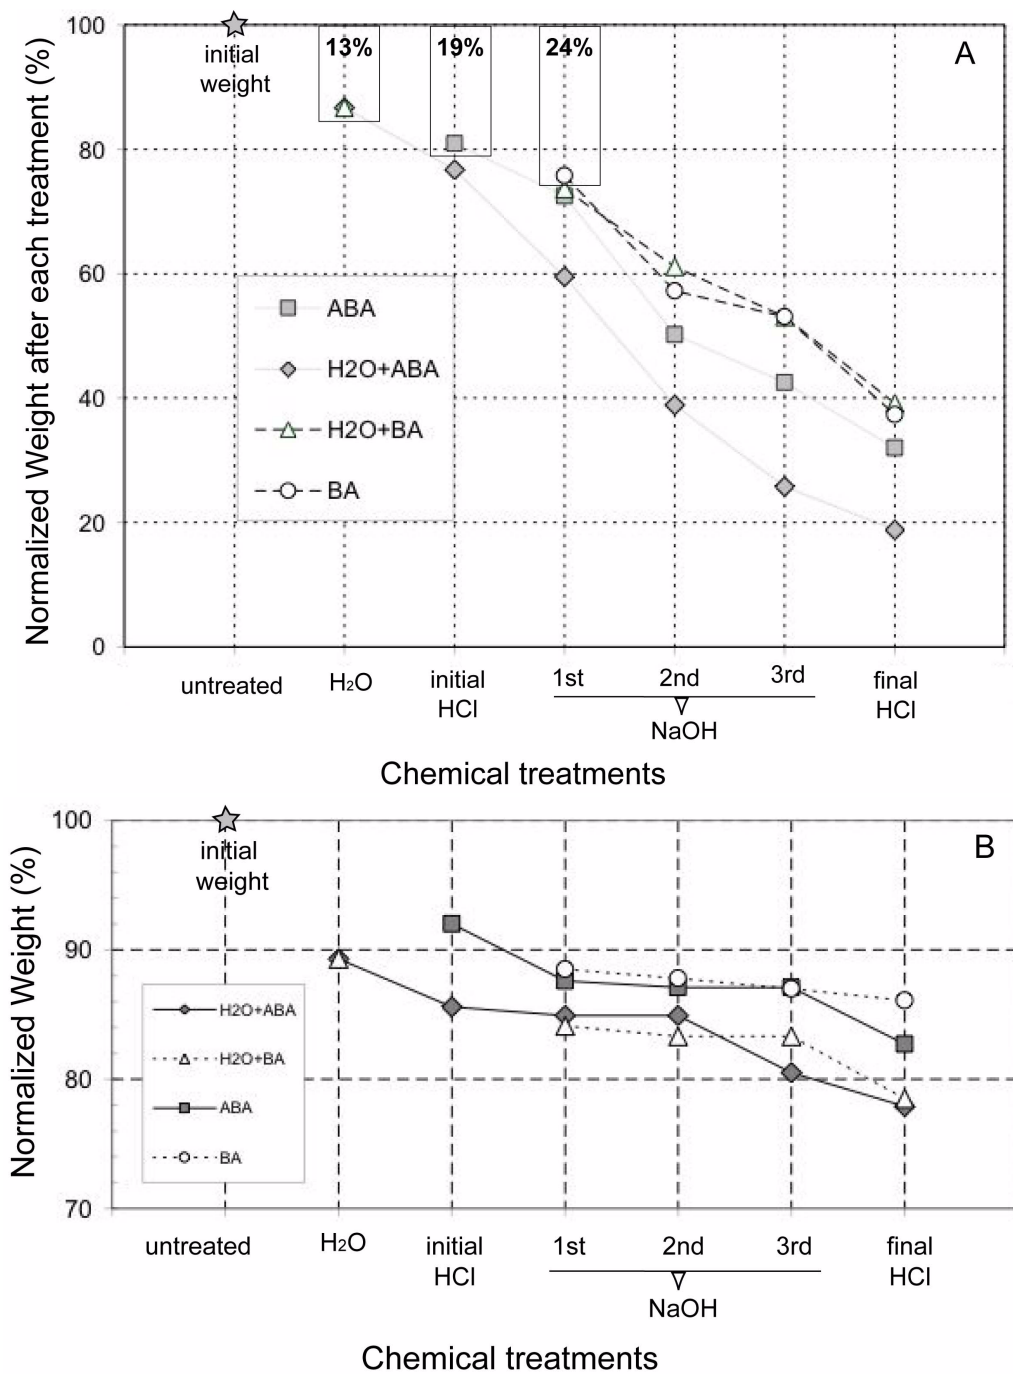 Normalized Weight after each treatment (%)
100
80
60
40
20
0
initial
weight
13%
19%
24%
A
ABA
H2O+ABA
H2O+BA
BA
untreated
H2O
initial
HCl
1st
2nd
3rd
NaOH
final
HCl
Chemical treatments
Normalized Weight (%)
100
90
80
70
initial
weight
B
H2O+ABA
H2O+BA
ABA
BA
untreated
H2O
initial
HCl
1st
2nd
3rd
NaOH
final
HCl
Chemical treatments